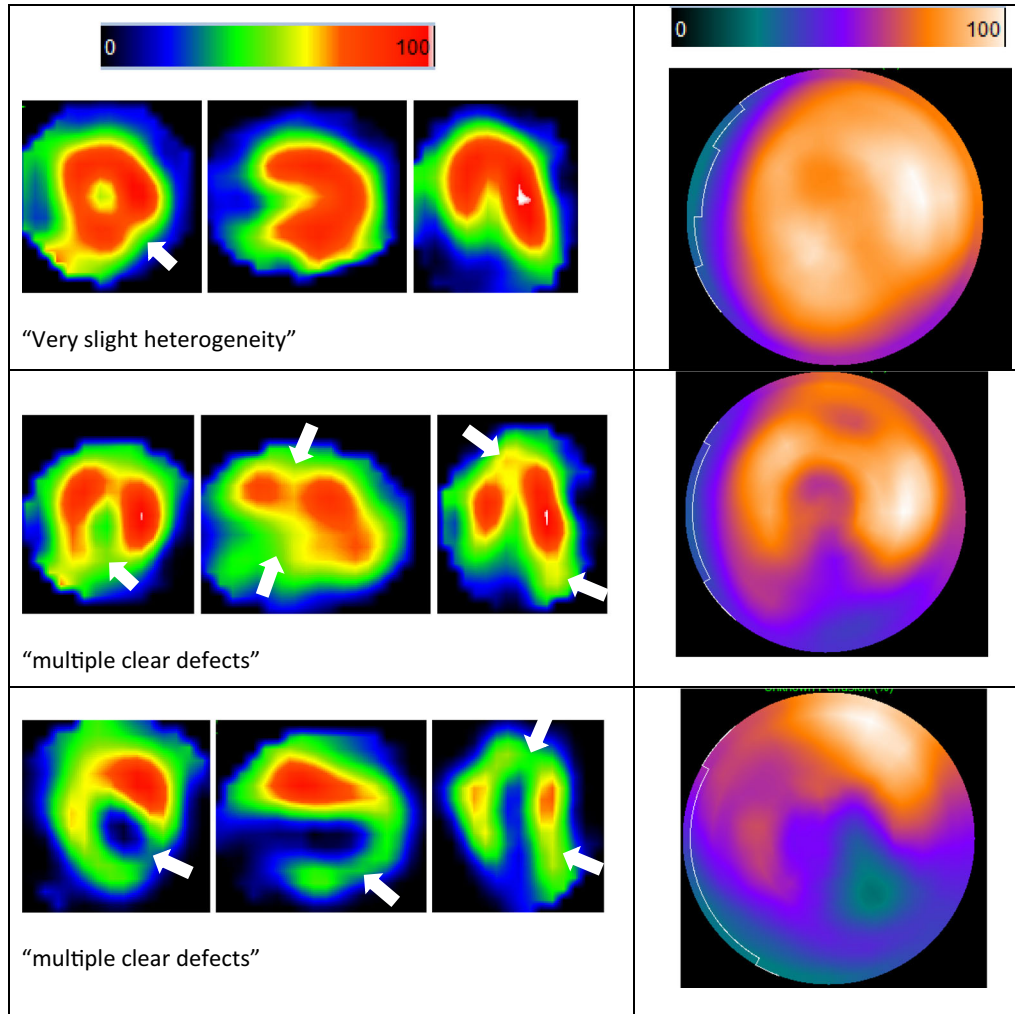 0 100
0 100
“Very slight heterogeneity”
“multiple clear defects”
“multiple clear defects”